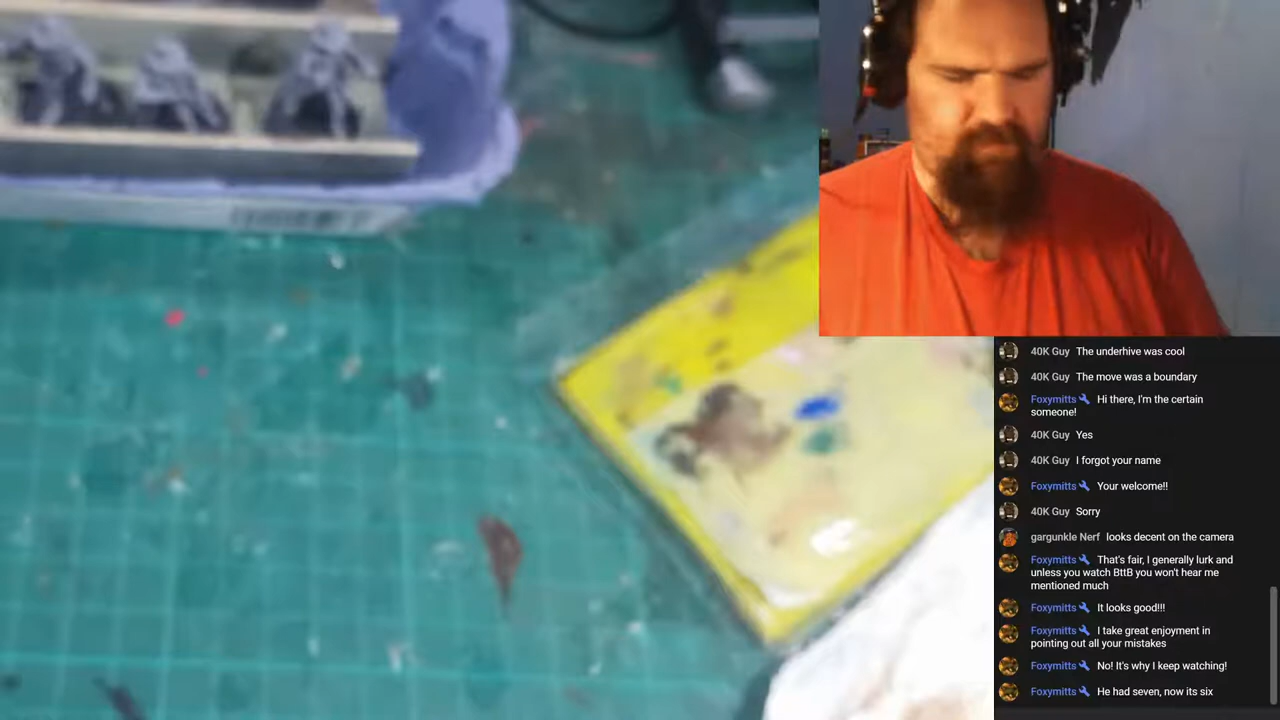 40K Guy The underhive was cool
40K Guy The move was a boundary
Foxymitts Hi there, I'm the certain
someone!
40K Guy Yes
40K Guy I forgot your name
Foxymitts Your welcome!!
40K Guy Sorry
gargunkle Nerf looks decent on the camera
Foxymitts That's fair, I generally lurk and
unless you watch BttB you won't hear me
mentioned much
Foxymitts It looks good!!!
Foxymitts I take great enjoyment in
pointing out all your mistakes
Foxymitts No! It's why I keep watching!
Foxymitts He had seven, now its six